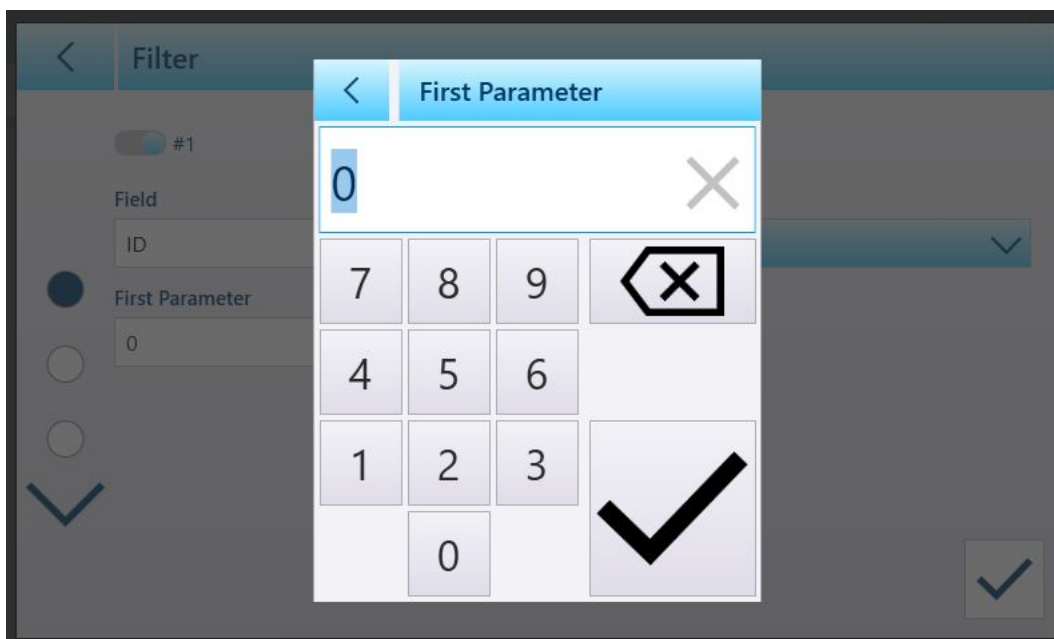 Filter
First Parameter
#1
0
Field
ID
First Parameter
0
7 8 9
4 5 6
1 2 3
0